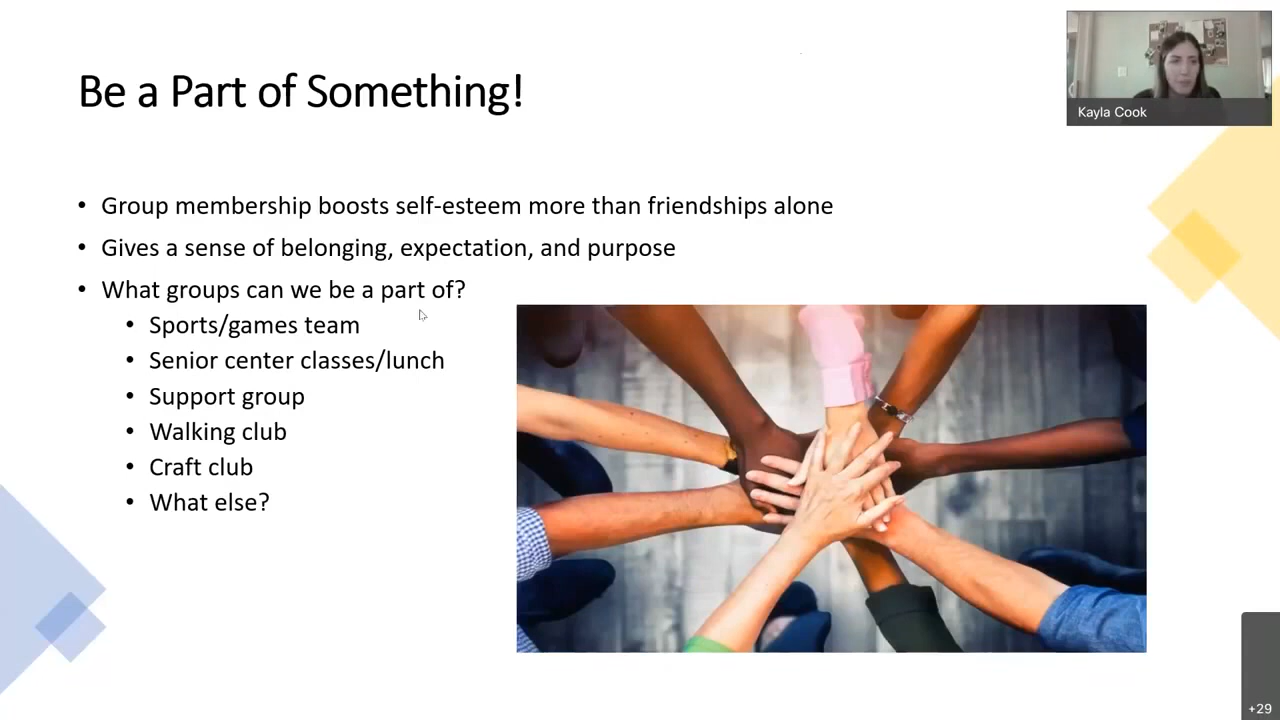 Be a Part of Something!
Kayla Cook
• Group membership boosts self-esteem more than friendships alone
• Gives a sense of belonging, expectation, and purpose
• What groups can we be a part of?
• Sports/games team
• Senior center classes/lunch
• Support group
• Walking club
• Craft club
• What else?
+29